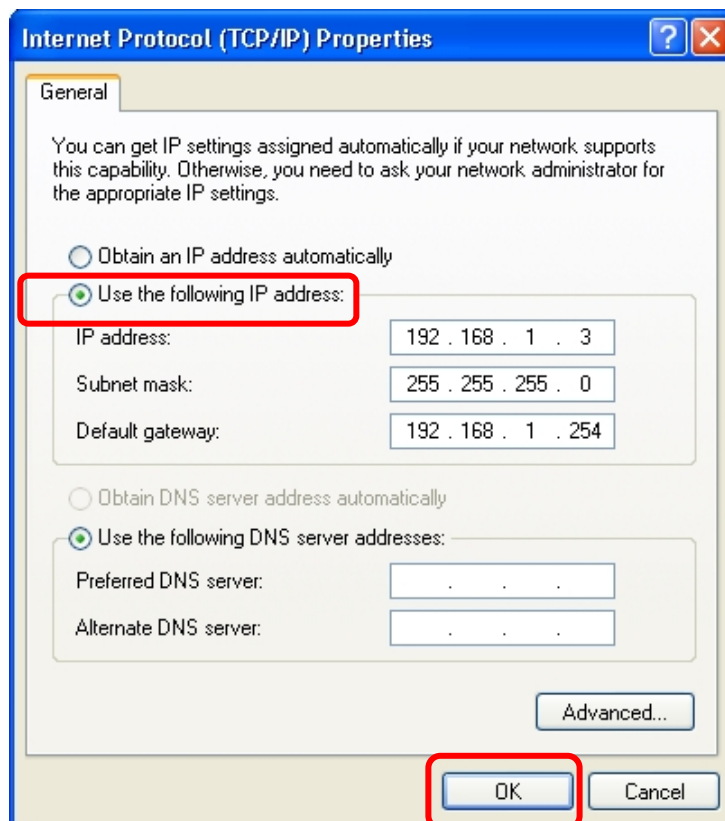 Internet Protocol (TCP/IP) Properties
General
You can get IP settings assigned automatically if your network supports
this capability. Otherwise, you need to ask your network administrator for
the appropriate IP settings.
Obtain an IP address automatically
Use the following IP address:
IP address: 192 . 168 . 1 . 3
Subnet mask: 255 . 255 . 255 . 0
Default gateway: 192 . 168 . 1 . 254
Obtain DNS server address automatically
Use the following DNS server addresses:
Preferred DNS server: . . .
Alternate DNS server: . . .
Advanced...
OK Cancel